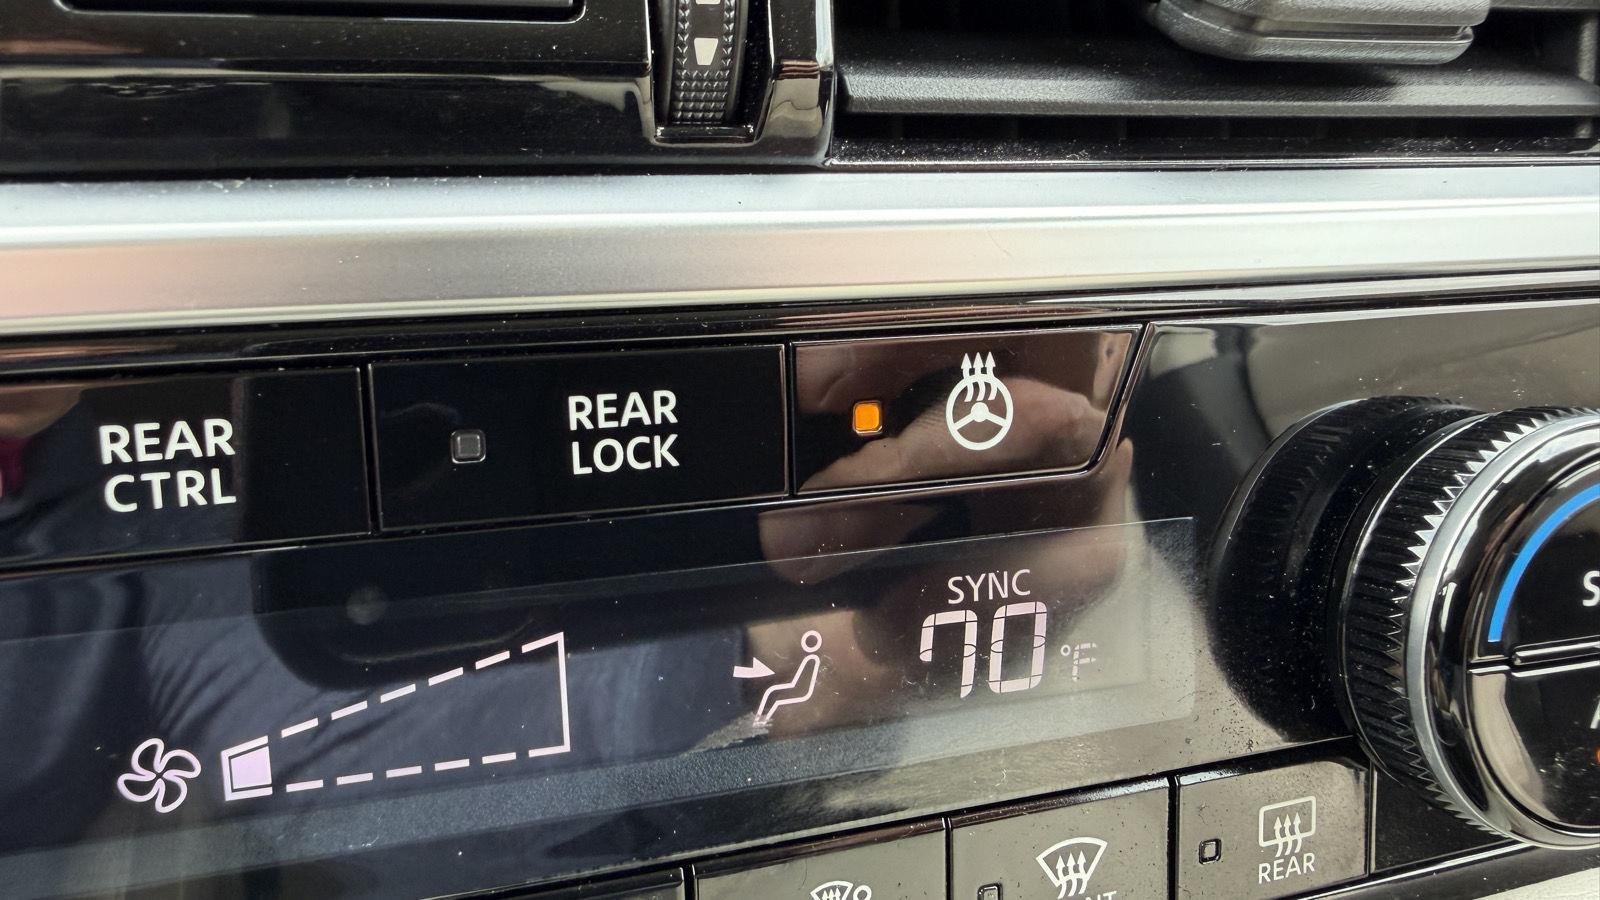 REAR
CTRL
REAR
LOCK
SYNC
70 °F
REAR